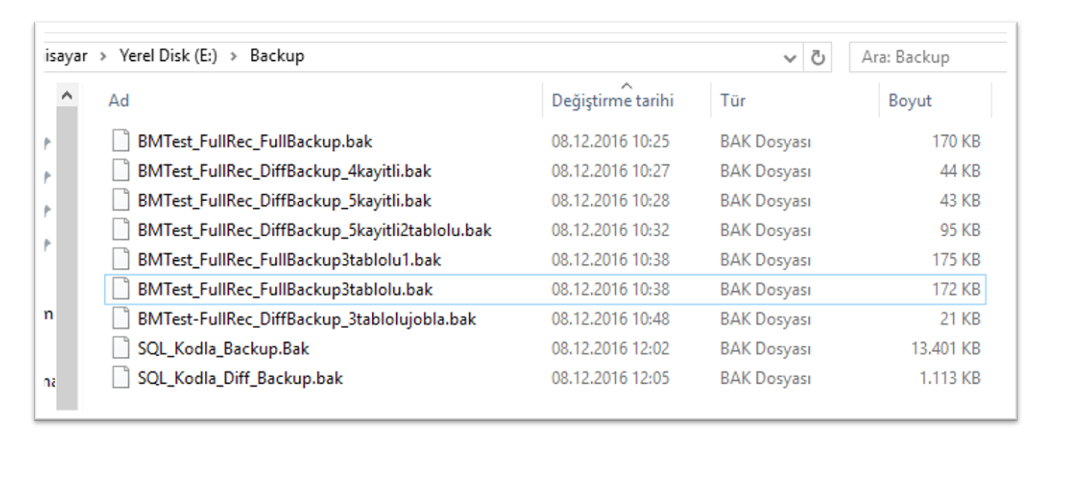 isayar > Yerel Disk (E:) > Backup Ara: Backup
Ad Değiştirme tarihi Tür Boyut
BMTest_FullRec_FullBackup.bak 08.12.2016 10:25 BAK Dosyası 170 KB
BMTest_FullRec_DiffBackup_4kayitli.bak 08.12.2016 10:27 BAK Dosyası 44 KB
BMTest_FullRec_DiffBackup_5kayitli.bak 08.12.2016 10:28 BAK Dosyası 43 KB
BMTest_FullRec_DiffBackup_5kayitli2tablolu.bak 08.12.2016 10:32 BAK Dosyası 95 KB
BMTest_FullRec_FullBackup3tablolu1.bak 08.12.2016 10:38 BAK Dosyası 175 KB
BMTest_FullRec_FullBackup3tablolu.bak 08.12.2016 10:38 BAK Dosyası 172 KB
n
BMTest-FullRec_DiffBackup_3tablolujobla.bak 08.12.2016 10:48 BAK Dosyası 21 KB
SQL_Kodla_Backup.Bak 08.12.2016 12:02 BAK Dosyası 13.401 KB
SQL_Kodla_Diff_Backup.bak 08.12.2016 12:05 BAK Dosyası 1.113 KB